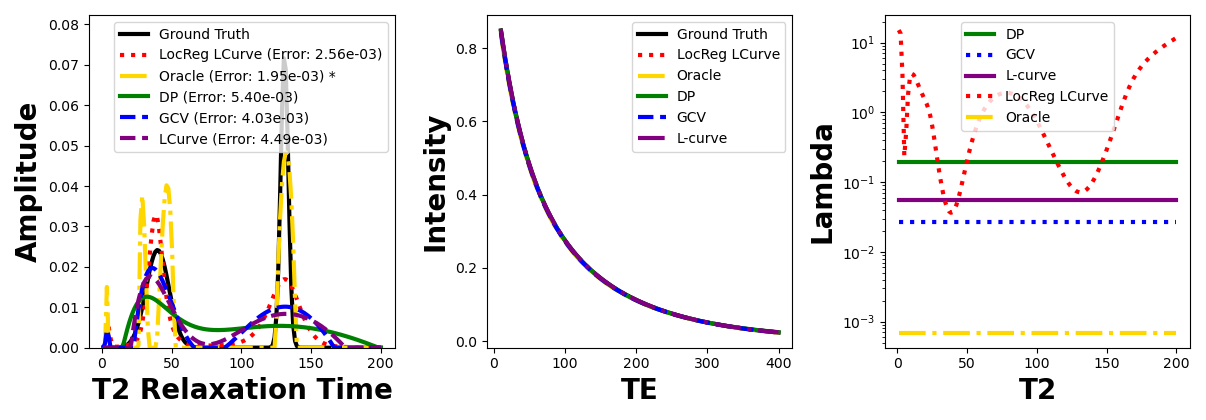 Amplitude
0.08
0.07
0.06
0.05
0.04
0.03
0.02
0.01
0.00
Ground Truth
LocReg LCurve (Error: 2.56e-03)
Oracle (Error: 1.95e-03) *
DP (Error: 5.40e-03)
GCV (Error: 4.03e-03)
LCurve (Error: 4.49e-03)
0 50 100 150 200
T2 Relaxation Time
Intensity
0.8
0.6
0.4
0.2
0.0
Ground Truth
LocReg LCurve
Oracle
DP
GCV
L-curve
0 100 200 300 400
TE
Lambda
10¹
10⁰
10⁻¹
10⁻²
10⁻³
DP
GCV
L-curve
LocReg LCurve
Oracle
0 50 100 150 200
T2